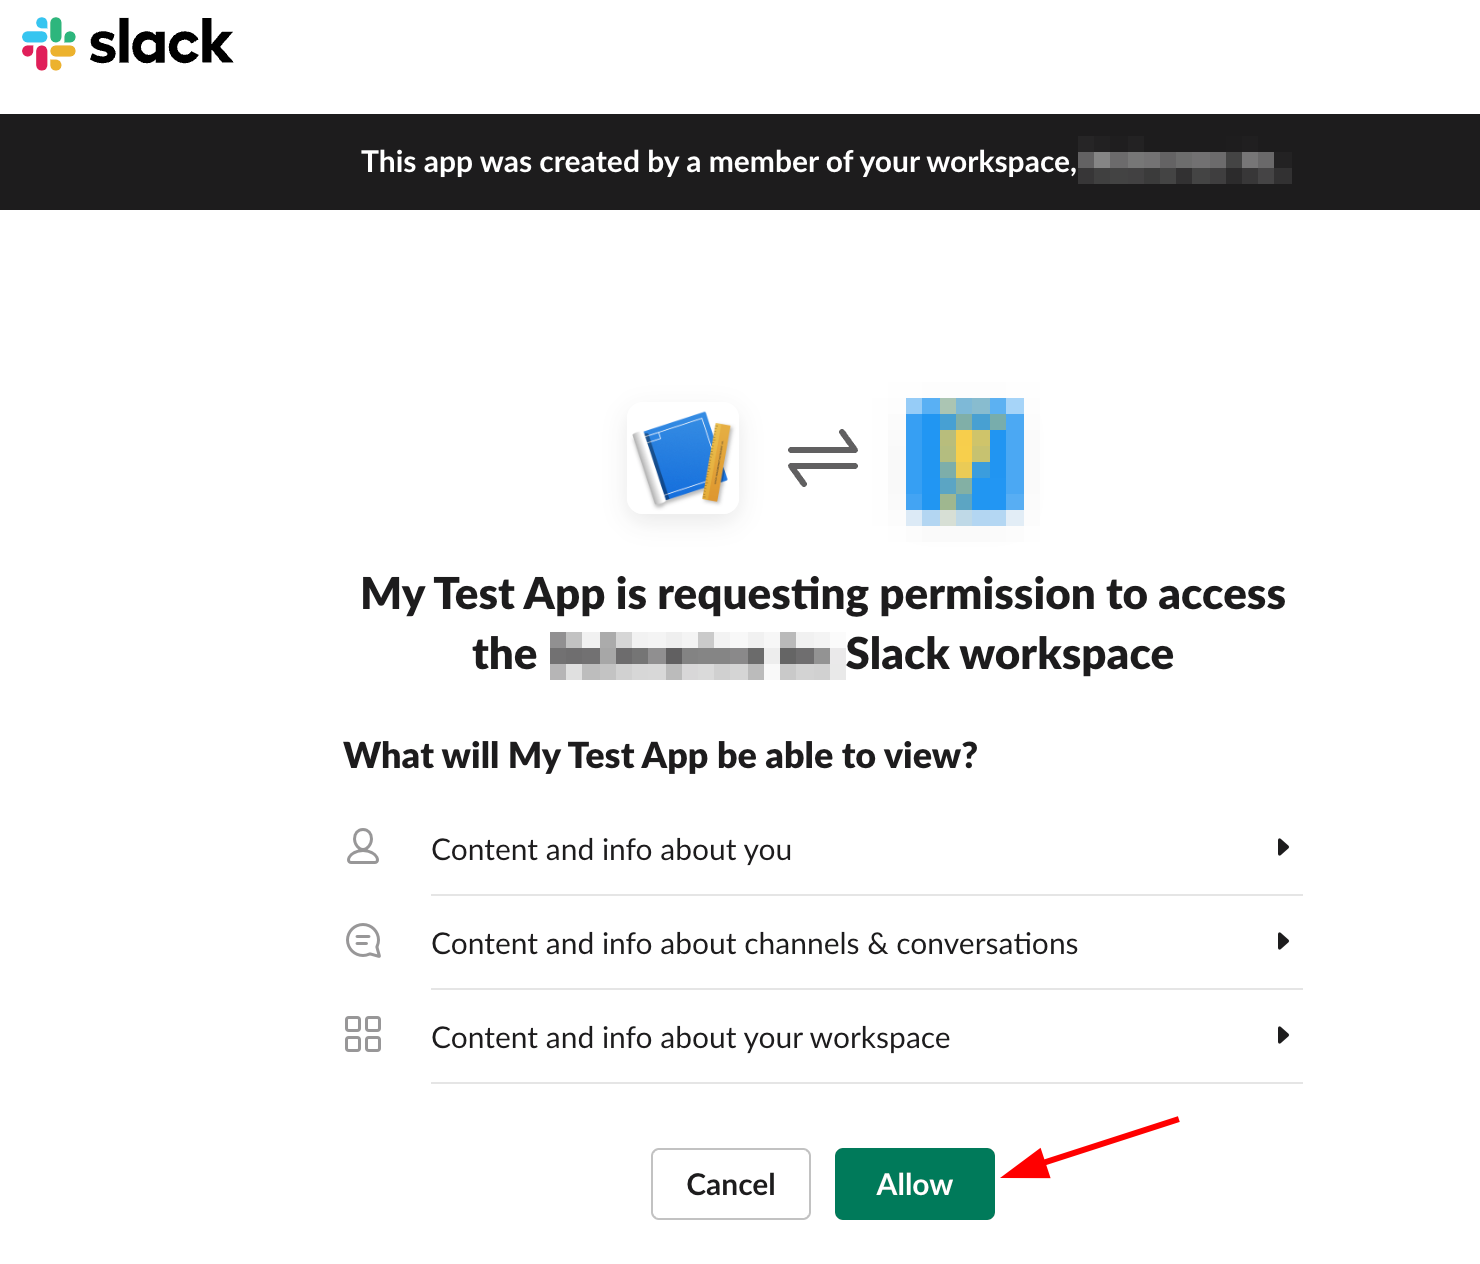 slack
This app was created by a member of your workspace,
My Test App is requesting permission to access
the Slack workspace
What will My Test App be able to view?
Content and info about you
Content and info about channels & conversations
Content and info about your workspace
Cancel
Allow